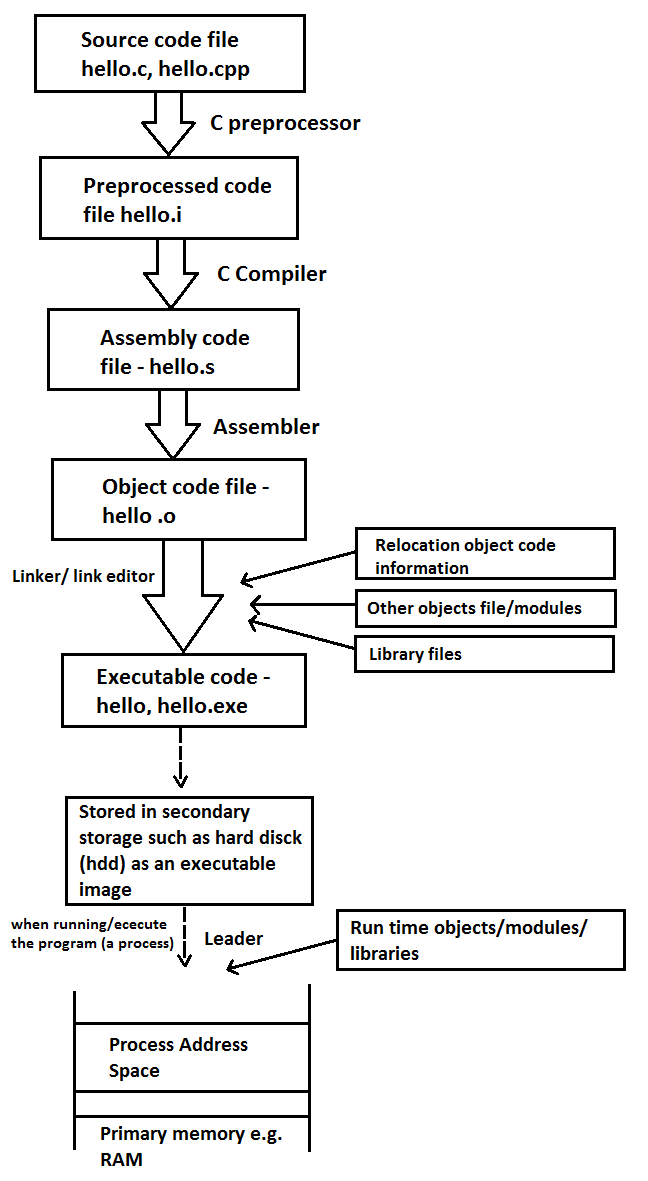 Source code file
hello.c, hello.cpp
C preprocessor
Preprocessed code
file hello.i
C Compiler
Assembly code
file - hello.s
Assembler
Object code file -
hello .o
Linker/ link editor
Relocation object code
information
Other objects file/modules
Library files
Executable code -
hello, hello.exe
Stored in secondary
storage such as hard disck
(hdd) as an executable
image
when running/ececute
the program (a process)
Leader
Run time objects/modules/
libraries
Process Address
Space
Primary memory e.g.
RAM